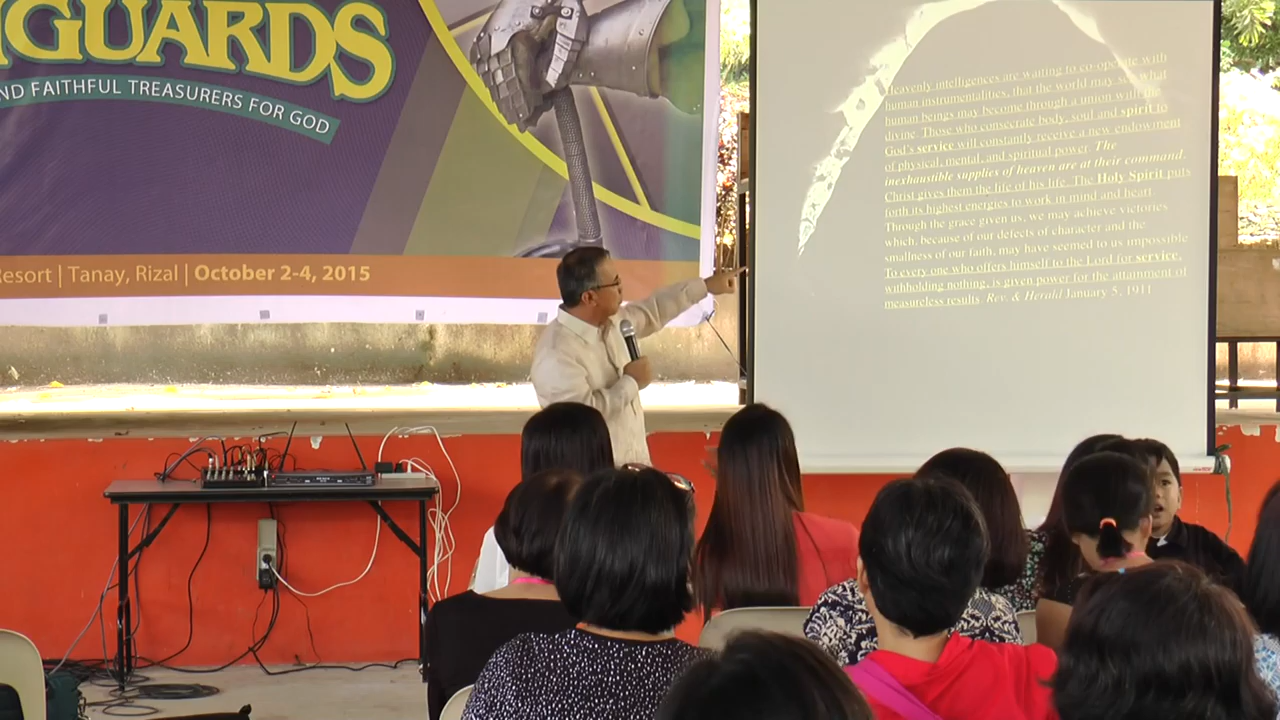 GUARDS
ND FAITHFUL TREASURERS FOR GOD
Resort | Tanay, Rizal | October 2-4, 2015
Heavenly intelligences are waiting to co-operate with
human instrumentalities, that the world may see what
human beings may become through a union with the
divine. Those who consecrate body, soul and spirit to
God's service will constantly receive a new endowment
of physical, mental, and spiritual power. The
inexhaustible supplies of heaven are at their command.
Christ gives them the life of his life. The Holy Spirit puts
forth its highest energies to work in mind and heart
Through the grace given us, we may achieve victories
which, because of our defects of character and the
smallness of our faith, may have seemed to us impossible
To every one who offers himself to the Lord for service,
withholding nothing, is given power for the attainment of
measureless results. Rev. & Herald January 5, 1911